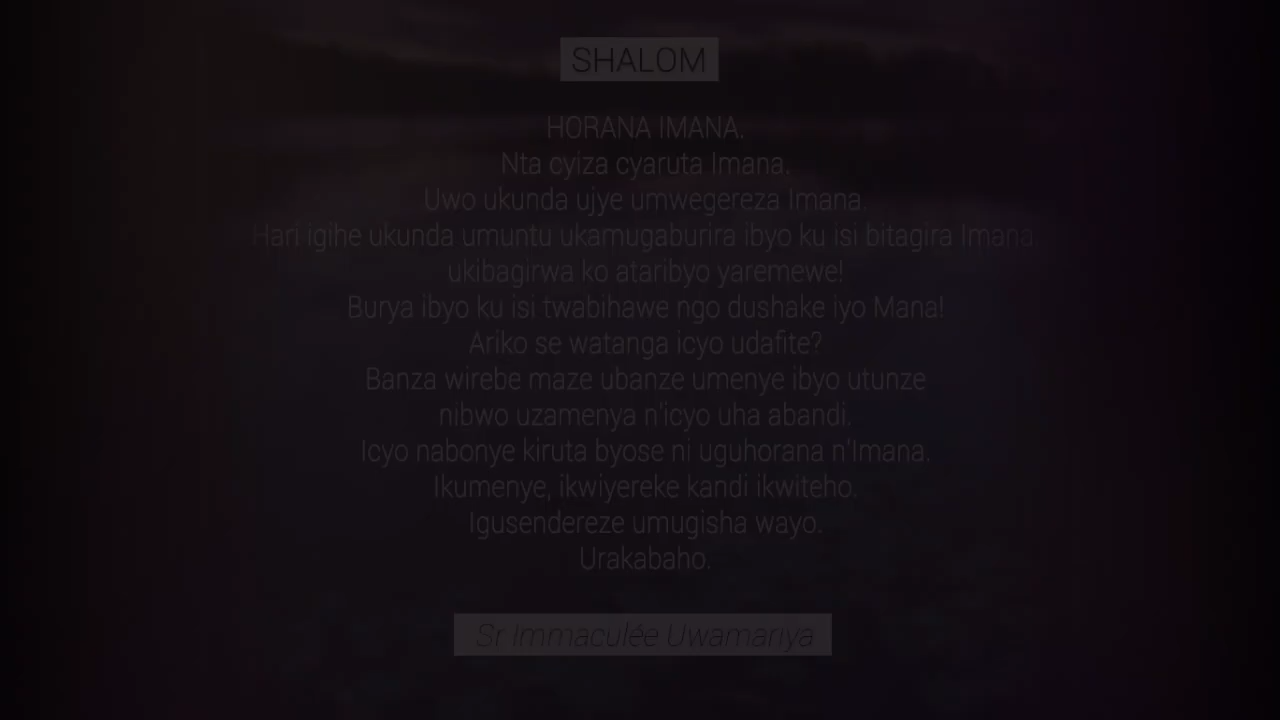 SHALOM
HORANA IMANA.
Nta cyiza cyaruta Imana.
Uwo ukunda ujye umwegereza Imana.
Hari igihe ukunda umuntu ukamugaburira ibyo ku isi bitagira Imana
ukibagirwa ko ataribyo yaremewe!
Burya ibyo ku isi twabihawe ngo dushake iyo Mana!
Ariko se watanga icyo udafite?
Banza wirebe maze ubanze umenye ibyo utunze
nibwo uzamenya n'icyo uha abandi.
Icyo nabonye kiruta byose ni uguhorana n'Imana.
Ikumenye, ikwiyereke kandi ikwiteho.
Igusendereze umugisha wayo.
Urakabaho.
Sr Immaculée Uwamariya